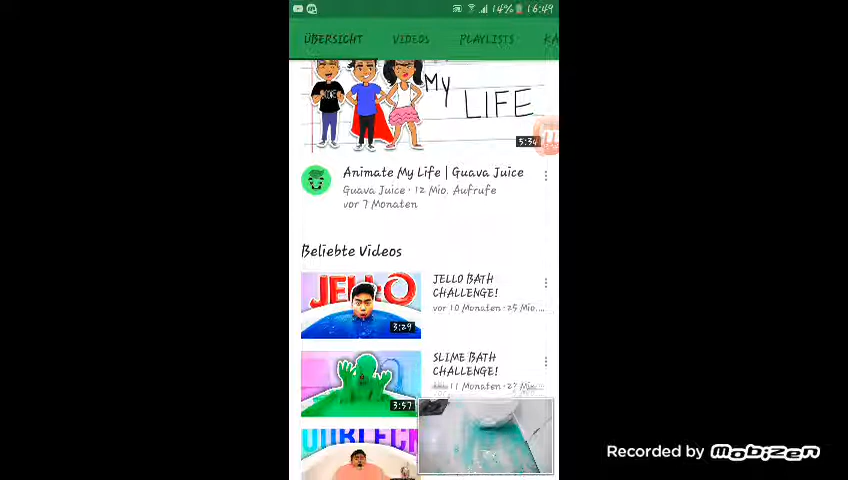 14% 16:49
ÜBERSICHT VIDEOS PLAYLISTS KA
My LIFE
5:34
Animate My Life | Guava Juice
Guava Juice · 12 Mio. Aufrufe
vor 7 Monaten
Beliebte Videos
JELLO
3:29
JELLO BATH
CHALLENGE!
vor 10 Monaten · 25 Mio....
3:57
SLIME BATH
CHALLENGE!
11 Monaten · 27 Mio...
Recorded by mobizen